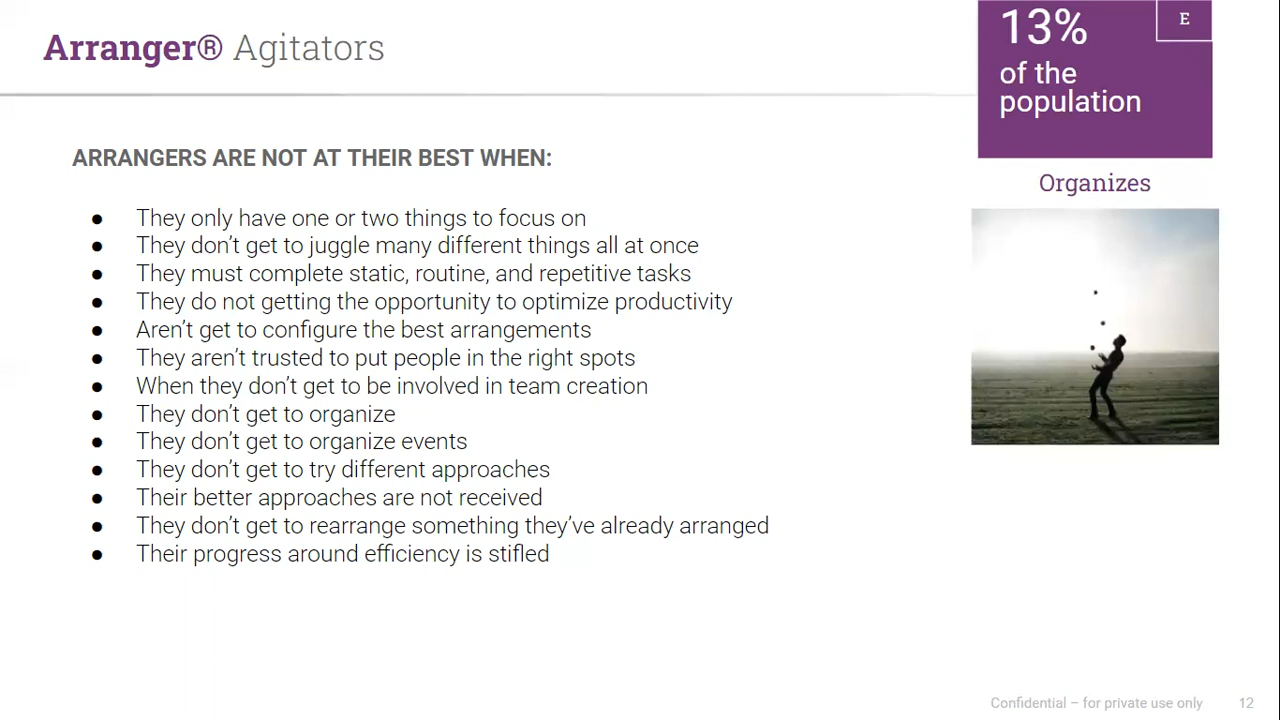 Arranger® Agitators
13%
E
of the
population
Organizes
ARRANGERS ARE NOT AT THEIR BEST WHEN:
● They only have one or two things to focus on
● They don’t get to juggle many different things all at once
● They must complete static, routine, and repetitive tasks
● They do not getting the opportunity to optimize productivity
● Aren’t get to configure the best arrangements
● They aren’t trusted to put people in the right spots
● When they don’t get to be involved in team creation
● They don’t get to organize
● They don’t get to organize events
● They don’t get to try different approaches
● Their better approaches are not received
● They don’t get to rearrange something they’ve already arranged
● Their progress around efficiency is stifled
Confidential – for private use only 12